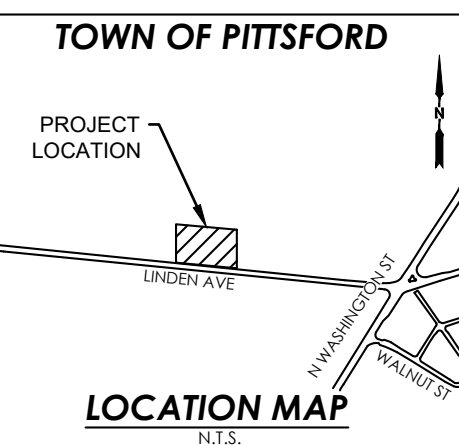 TOWN OF PITTSFORD
PROJECT
LOCATION
N
LINDEN AVE
N WASHINGTON ST
WALNUT ST
LOCATION MAP
N.T.S.